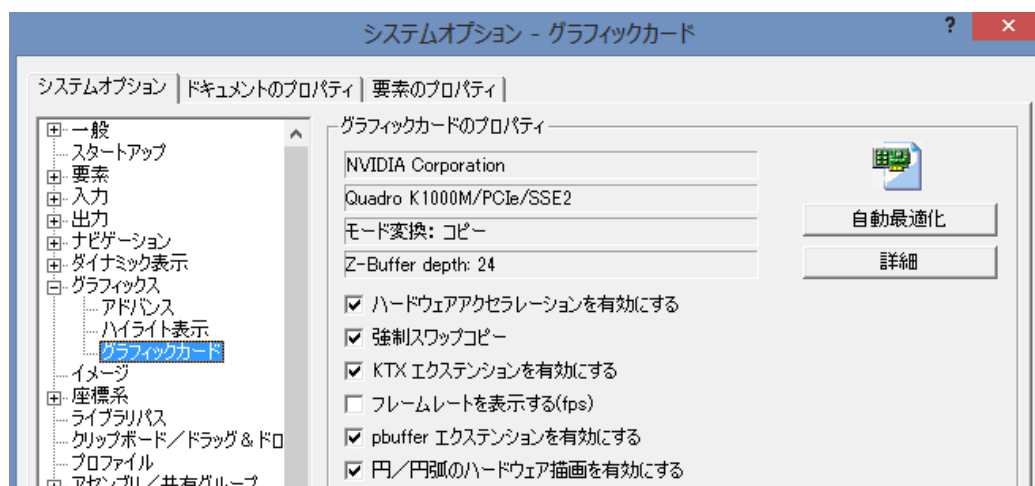 システムオプション - グラフィックカード
? ×
システムオプション ドキュメントのプロパティ 要素のプロパティ
一般
スタートアップ
要素
入力
出力
ナビゲーション
ダイナミック表示
グラフィックス
アドバンス
ハイライト表示
グラフィックカード
イメージ
座標系
ライブラリパス
クリップボード／ドラッグ＆ドロ
プロファイル
アセンブリ／共有グループ
グラフィックカードのプロパティ
NVIDIA Corporation
Quadro K1000M/PCIe/SSE2
モード変換: コピー
Z-Buffer depth: 24
自動最適化
詳細
ハードウェアアクセラレーションを有効にする
強制スワップコピー
KTX エクステンションを有効にする
フレームレートを表示する(fps)
pbuffer エクステンションを有効にする
円／円弧のハードウェア描画を有効にする